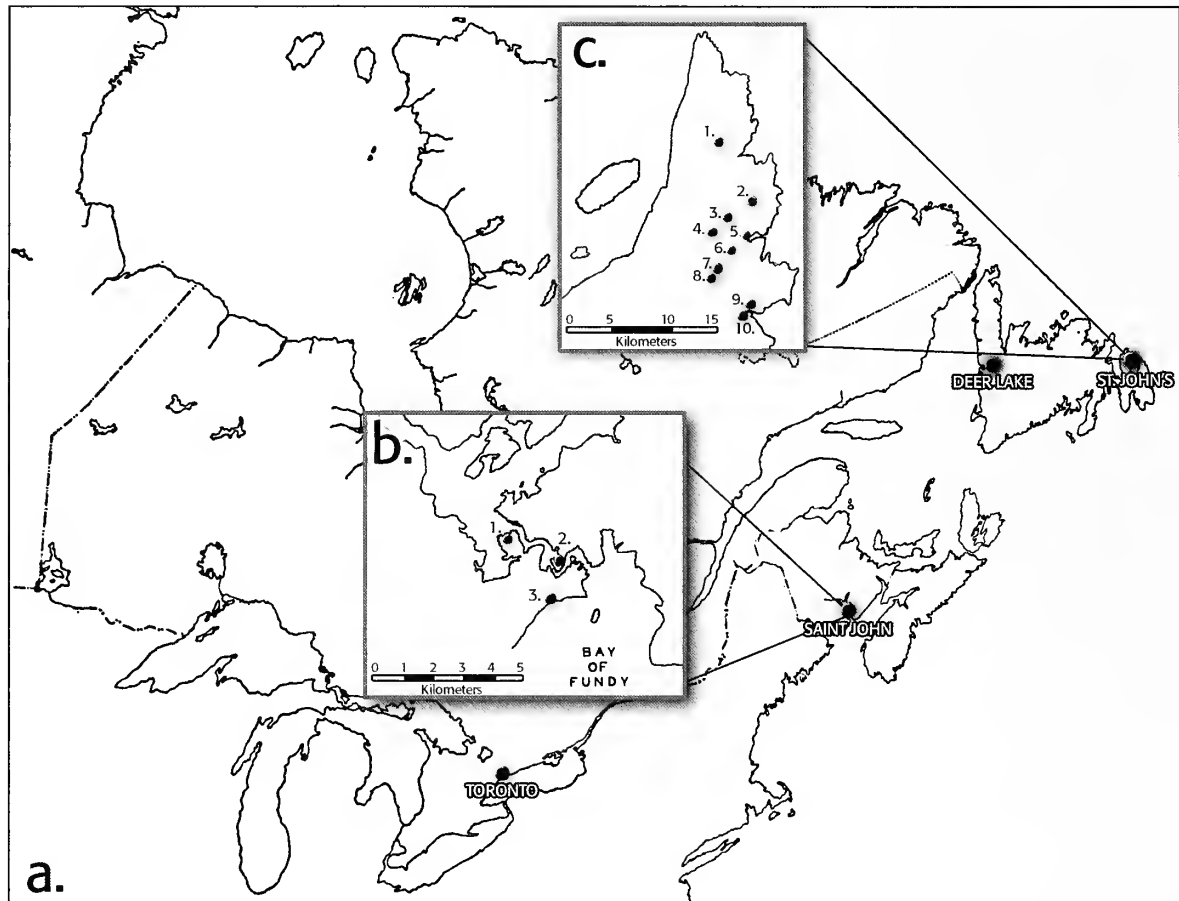 c.
1.
2.
3.
4.
5.
6.
7.
8.
9.
10.
0 5 10 15
Kilometers
DEER LAKE
ST. JOHN'S
b.
1.
2.
3.
0 1 2 3 4 5
Kilometers
BAY
OF
FUNDY
SAINT JOHN
TORONTO
a.